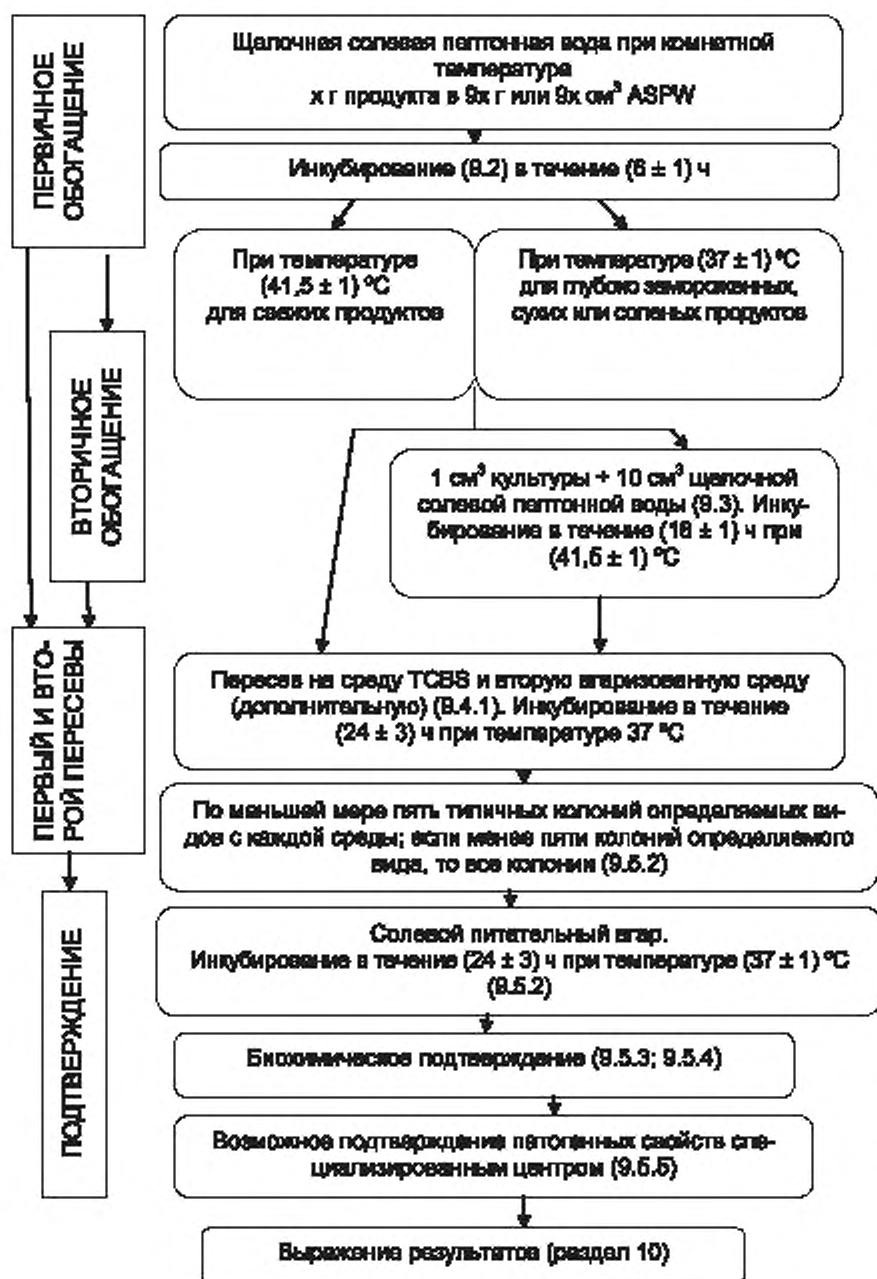 ПЕРВИЧНОЕ
ОБОГАЩЕНИЕ
Щелочная солевая пептонная вода при комнатной
температуре
х г продукта в 9х г или 9х см³ ASPW
Инкубирование (9.2) в течение (6 ± 1) ч
При температуре
(41,5 ± 1) ºС
для свежих продуктов
При температуре (37 ± 1) ºС
для глубоко замороженных,
сухих или соленых продуктов
ВТОРИЧНОЕ
ОБОГАЩЕНИЕ
1 см³ культуры + 10 см³ щелочной
солевой пептонной воды (9.3). Инку-
бирование в течение (18 ± 1) ч при
(41,5 ± 1) ºС
ПЕРВЫЙ И ВТО-
РОЙ ПЕРЕСЕВЫ
Пересев на среду TCBS и вторую агаризованную среду
(дополнительную) (9.4.1). Инкубирование в течение
(24 ± 3) ч при температуре 37 ºС
По меньшей мере пять типичных колоний определяемых ви-
дов с каждой среды; если менее пяти колоний определяемого
вида, то все колонии (9.5.2)
ПОДТВЕРЖДЕНИЕ
Солевой питательный агар.
Инкубирование в течение (24 ± 3) ч при температуре (37 ± 1) ºС
(9.5.2)
Биохимическое подтверждение (9.5.3; 9.5.4)
Возможное подтверждение патогенных свойств спе-
циализированным центром (9.5.5)
Выражение результатов (раздел 10)